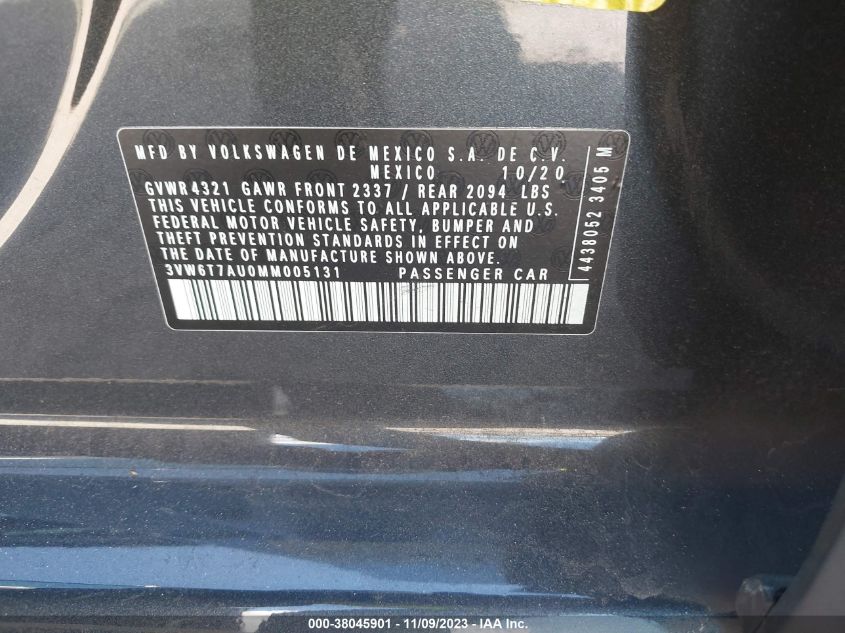 MFD BY VOLKSWAGEN DE MEXICO S.A. DE C.V.
MEXICO 10/20
GVWR 4321 GAWR FRONT 2337 / REAR 2094 LBS
THIS VEHICLE CONFORMS TO ALL APPLICABLE U.S.
FEDERAL MOTOR VEHICLE SAFETY, BUMPER AND
THEFT PREVENTION STANDARDS IN EFFECT ON
THE DATE OF MANUFACTURE SHOWN ABOVE.
3VW6T7AU0MM005131 PASSENGER CAR
4438052 3405 M
000-38045901 - 11/09/2023 - IAA Inc.